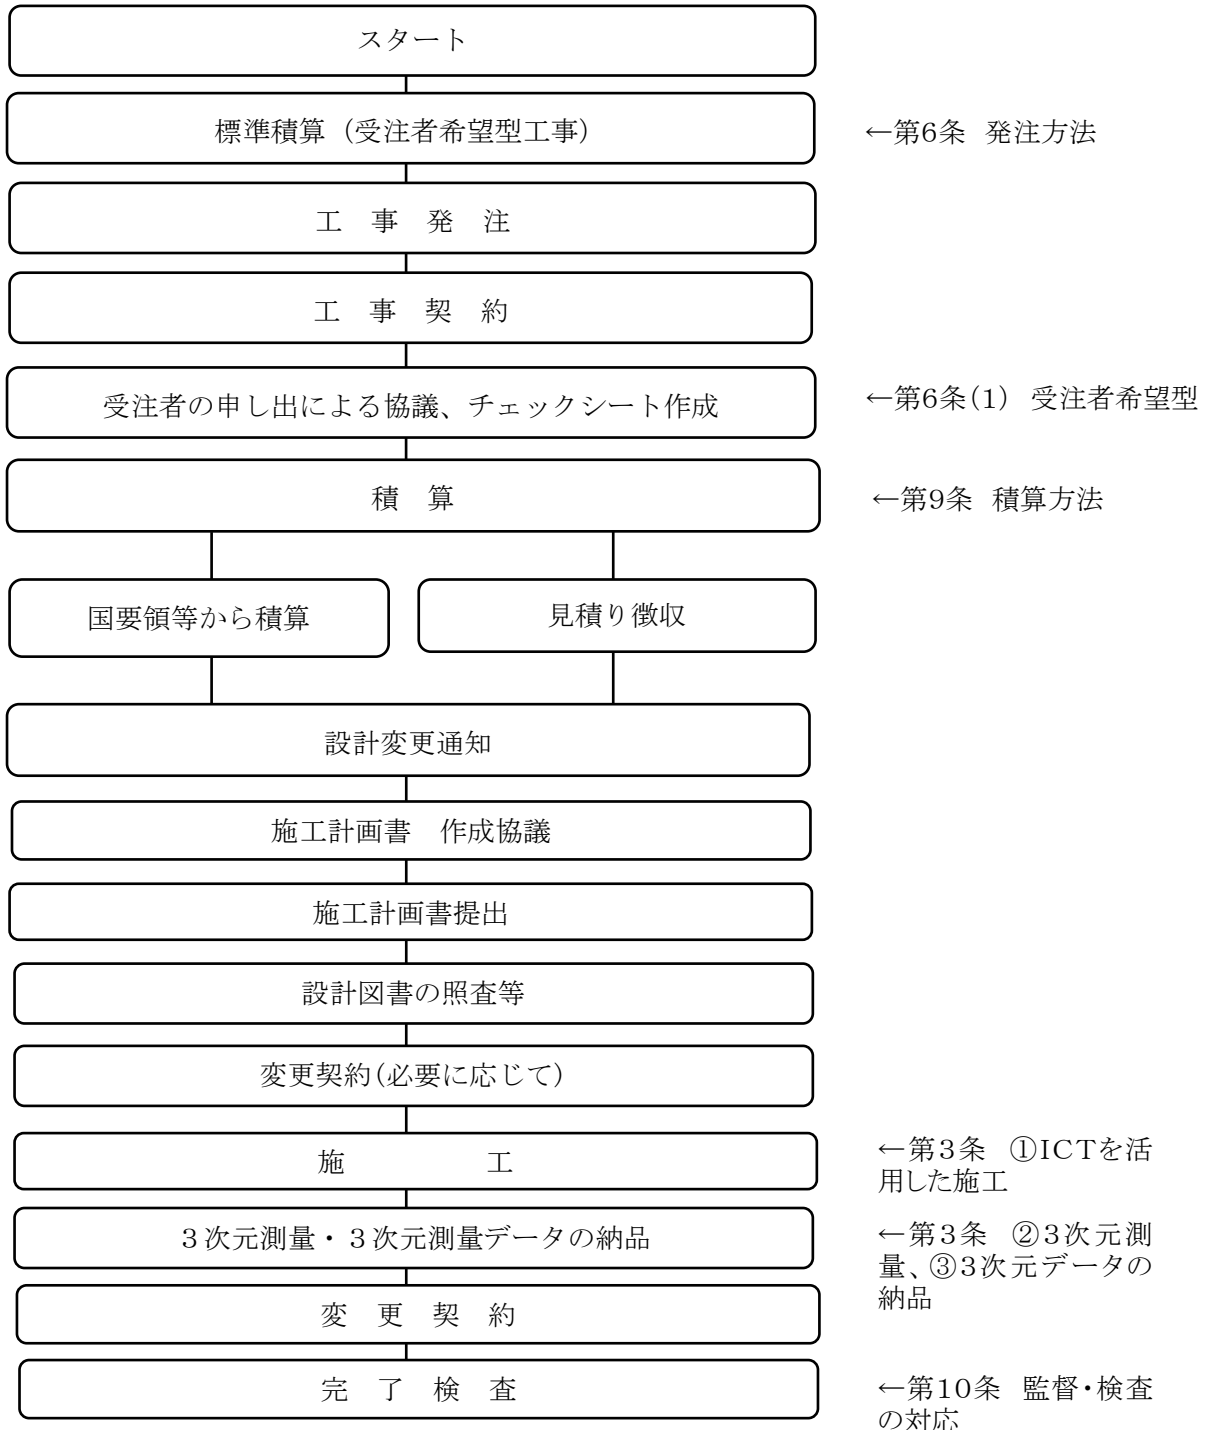 スタート
標準積算（受注者希望型工事）
←第6条　発注方法
工　事　発　注
工　事　契　約
受注者の申し出による協議、チェックシート作成
←第6条(1)　受注者希望型
積　算
←第9条　積算方法
国要領等から積算
見積り徴収
設計変更通知
施工計画書　作成協議
施工計画書提出
設計図書の照査等
変更契約(必要に応じて)
施　　　　　工
←第３条　①ICTを活
用した施工
３次元測量・３次元測量データの納品
←第３条　②３次元測
量、③３次元データの
納品
変　更　契　約
完　了　検　査
←第10条　監督・検査
の対応